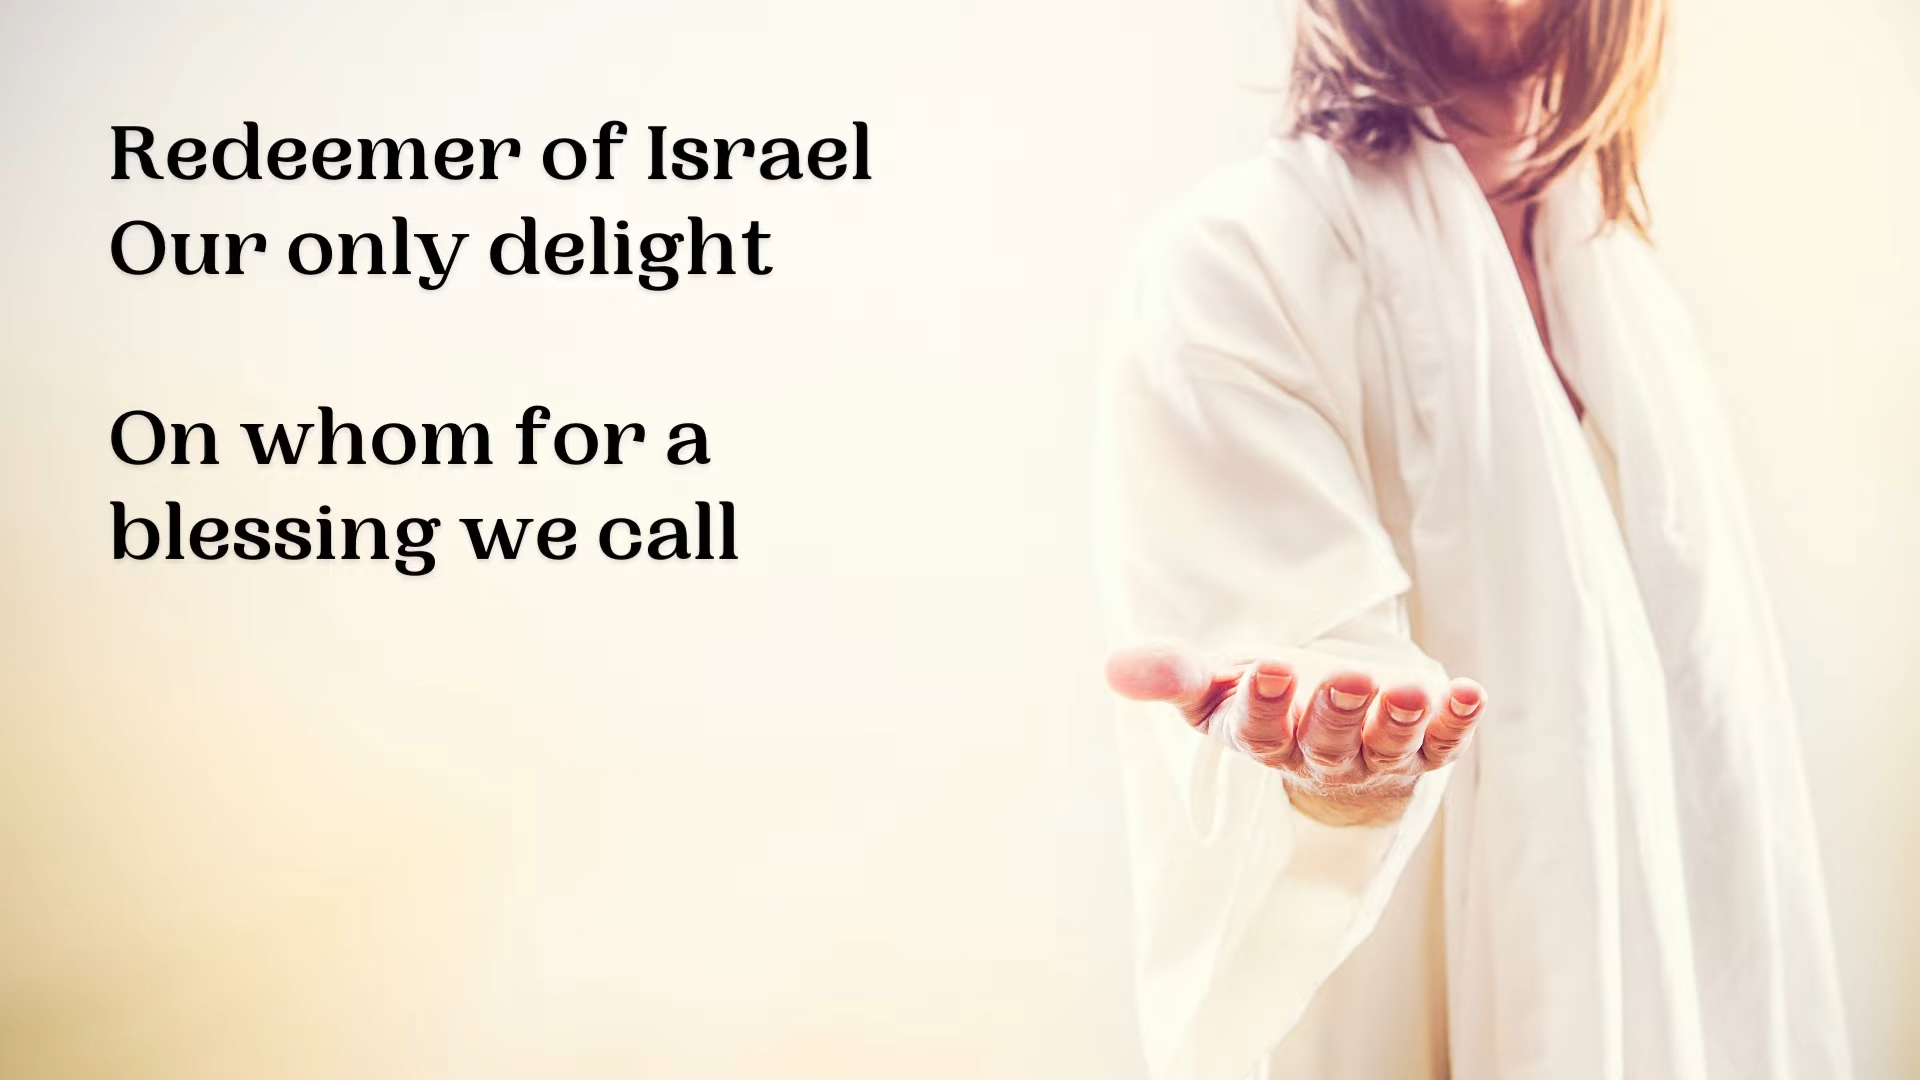 Redeemer of Israel
Our only delight
On whom for a
blessing we call